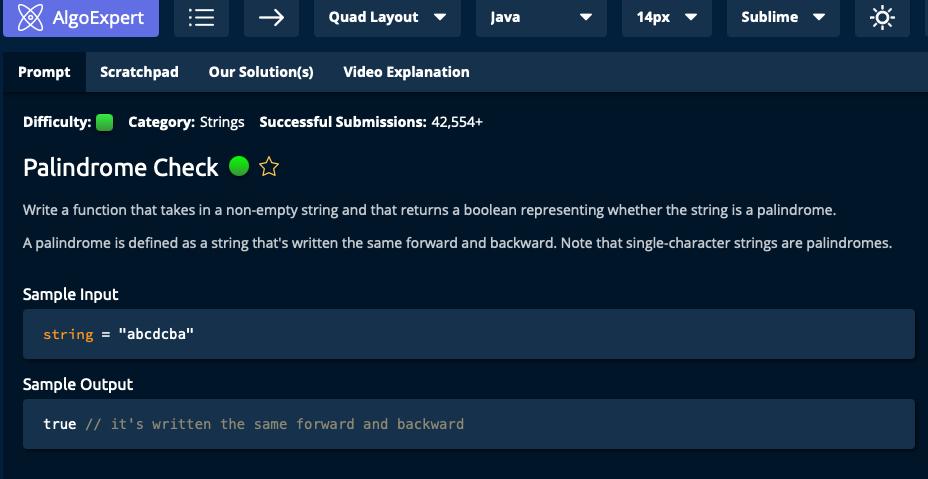 AlgoExpert Quad Layout Java 14px Sublime
Prompt Scratchpad Our Solution(s) Video Explanation
Difficulty: Category: Strings Successful Submissions: 42,554+
Palindrome Check
Write a function that takes in a non-empty string and that returns a boolean representing whether the string is a palindrome.
A palindrome is defined as a string that's written the same forward and backward. Note that single-character strings are palindromes.
Sample Input
string = "abcdcba"
Sample Output
true // it's written the same forward and backward